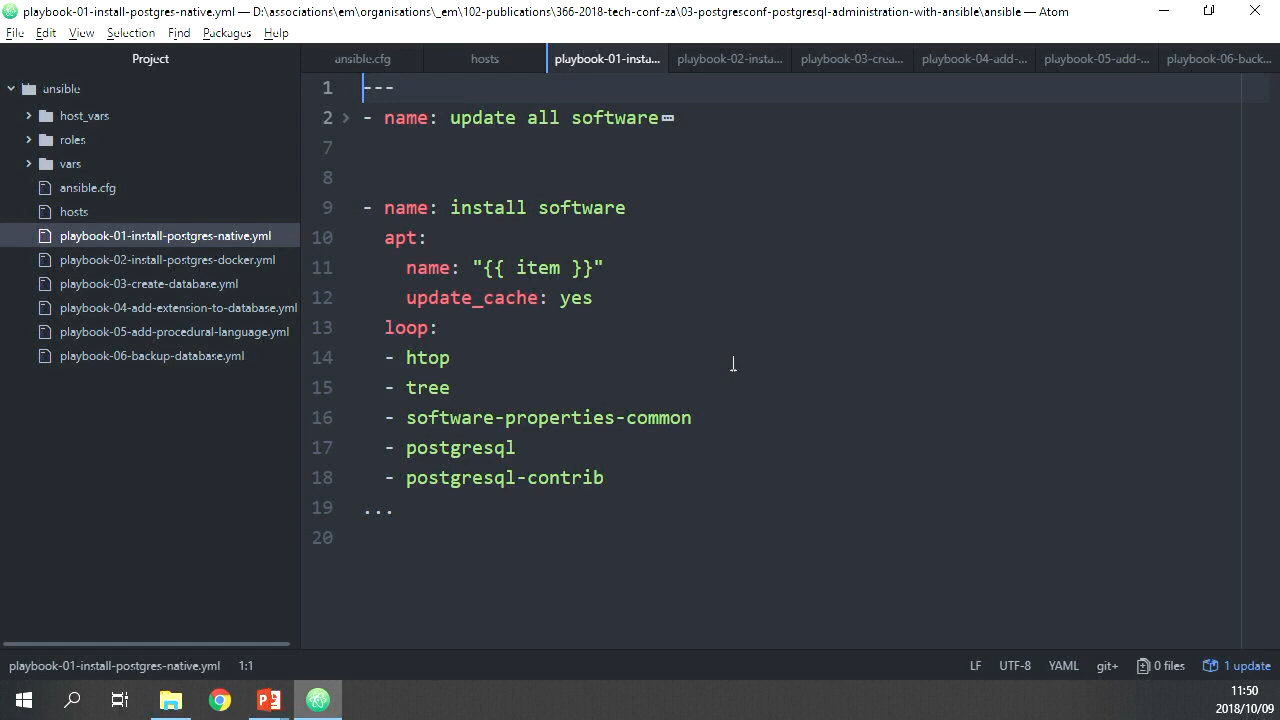 playbook-01-install-postgres-native.yml — D:\associations\em\organisations\_em\102-publications\366-2018-tech-conf-za\03-postgresconf-postgresql-administration-with-ansible\ansible — Atom
File Edit View Selection Find Packages Help
Project
ansible
host_vars
roles
vars
ansible.cfg
hosts
playbook-01-install-postgres-native.yml
playbook-02-install-postgres-docker.yml
playbook-03-create-database.yml
playbook-04-add-extension-to-database.yml
playbook-05-add-procedural-language.yml
playbook-06-backup-database.yml
ansible.cfg hosts playbook-01-insta... playbook-02-insta... playbook-03-crea... playbook-04-add-... playbook-05-add-... playbook-06-back...
1 ---
2 - name: update all software
7
8
9 - name: install software
10 apt:
11 name: "{{ item }}"
12 update_cache: yes
13 loop:
14 - htop
15 - tree
16 - software-properties-common
17 - postgresql
18 - postgresql-contrib
19 ...
20
playbook-01-install-postgres-native.yml 1:1 LF UTF-8 YAML git+ 0 files 1 update
11:50
2018/10/09